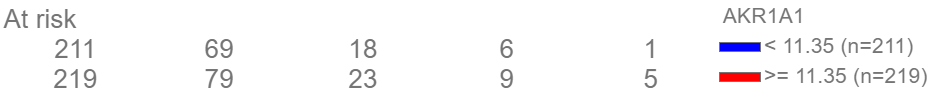 At risk
211 69 18 6 1
219 79 23 9 5
AKR1A1
< 11.35 (n=211)
>= 11.35 (n=219)